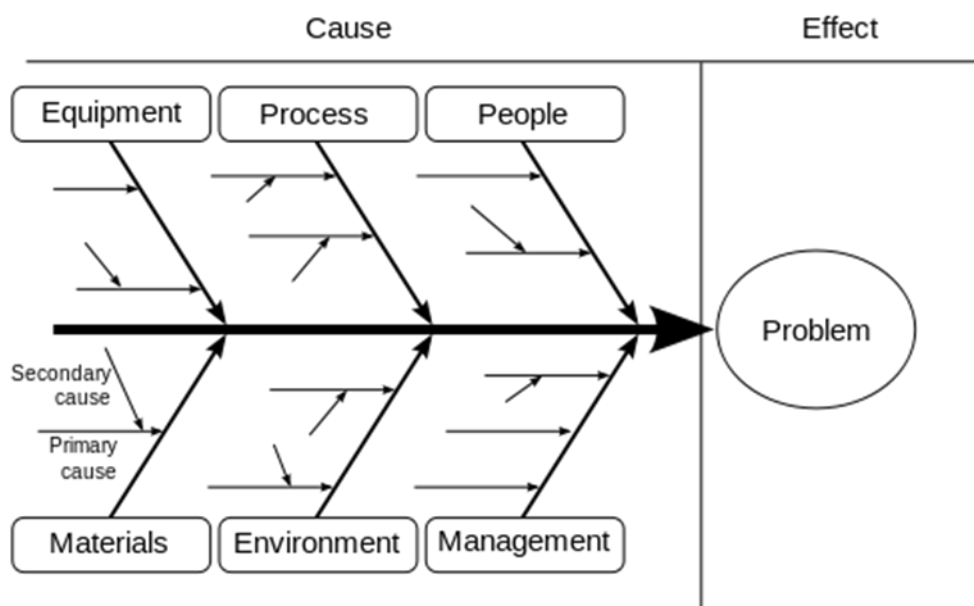 Cause
Effect
Equipment
Process
People
Problem
Secondary
cause
Primary
cause
Materials
Environment
Management